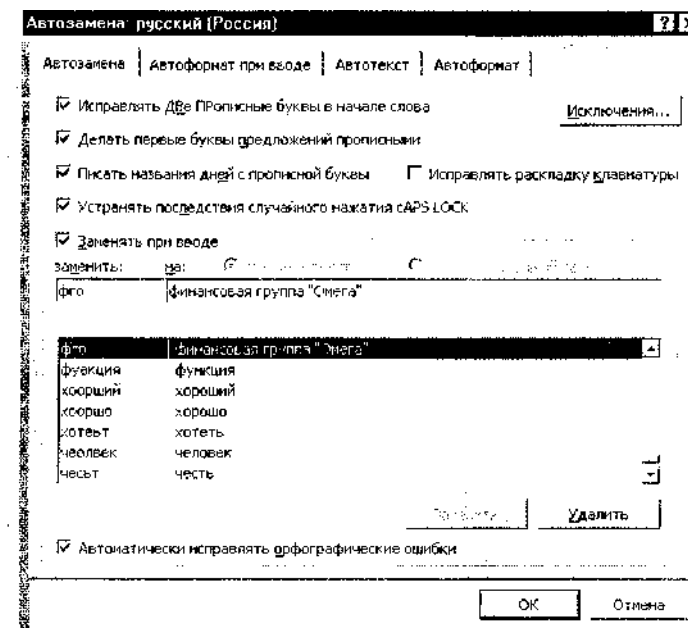 Автозамена: русский (Россия)
Автозамена Автоформат при вводе Автотекст Автоформат
Исправлять ДВе ПРописные буквы в начале слова
Исключения...
Делать первые буквы предложений прописными
Писать названия дней с прописной буквы Исправлять раскладку клавиатуры
Устранять последствия случайного нажатия cAPS LOCK
Заменять при вводе
заменить: на:
фго финансовая группа "Омега"
фго финансовая группа "Омега"
фуакция функция
хоорший хороший
хооршо хорошо
хотеьт хотеть
чеолвек человек
чесьт честь
Удалить
Автоматически исправлять орфографические ошибки
ОК Отмена